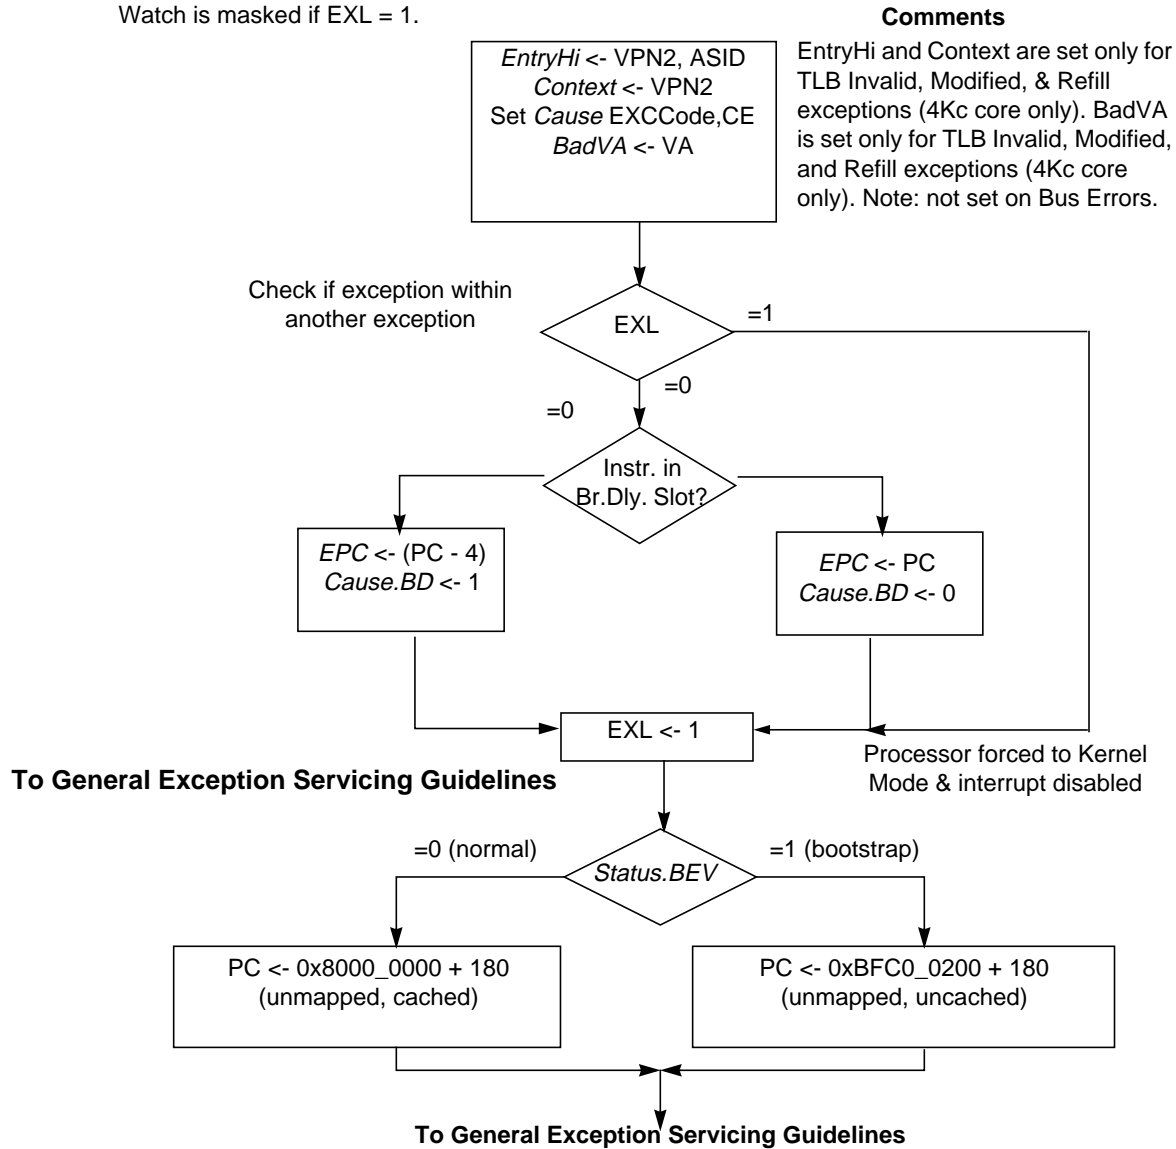 Watch is masked if EXL = 1.
Comments
EntryHi <- VPN2, ASID
Context <- VPN2
Set Cause EXCCode,CE
BadVA <- VA
EntryHi and Context are set only for
TLB Invalid, Modified, & Refill
exceptions (4Kc core only). BadVA
is set only for TLB Invalid, Modified,
and Refill exceptions (4Kc core
only). Note: not set on Bus Errors.
Check if exception within
another exception
EXL
=1
=0
=0
Instr. in
Br.Dly. Slot?
EPC <- (PC - 4)
Cause.BD <- 1
EPC <- PC
Cause.BD <- 0
EXL <- 1
Processor forced to Kernel
Mode & interrupt disabled
To General Exception Servicing Guidelines
=0 (normal)
=1 (bootstrap)
Status.BEV
PC <- 0x8000_0000 + 180
(unmapped, cached)
PC <- 0xBFC0_0200 + 180
(unmapped, uncached)
To General Exception Servicing Guidelines